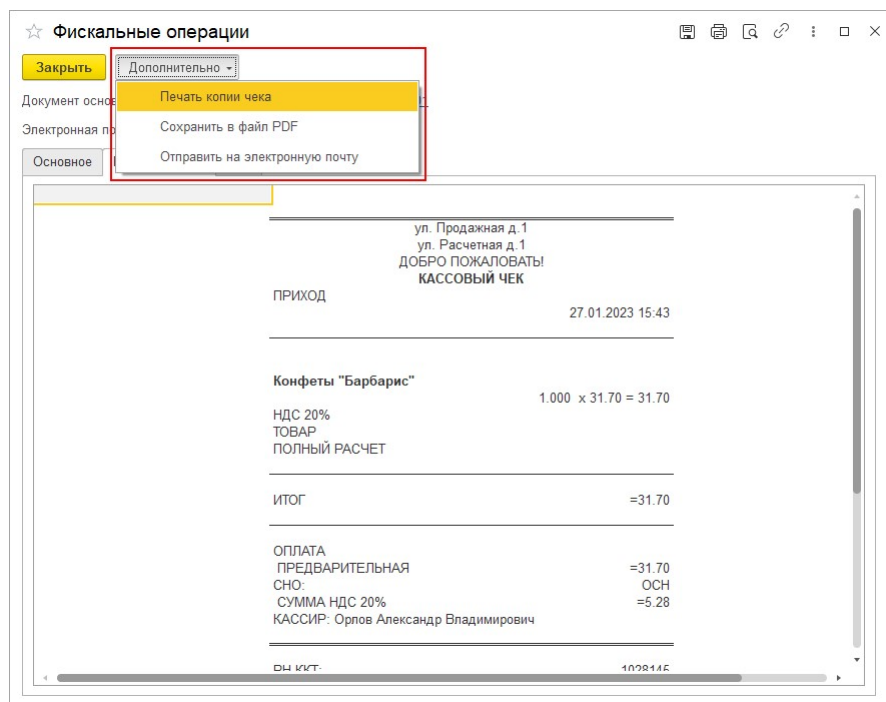 Фискальные операции
Закрыть Дополнительно
Документ
Печать копии чека
Электронная
Сохранить в файл PDF
Основное
Отправить на электронную почту
ул. Продажная д.1
ул. Расчетная д.1
ДОБРО ПОЖАЛОВАТЬ!
КАССОВЫЙ ЧЕК
ПРИХОД
27.01.2023 15:43
Конфеты "Барбарис"
1.000 x 31.70 = 31.70
НДС 20%
ТОВАР
ПОЛНЫЙ РАСЧЕТ
ИТОГ =31.70
ОПЛАТА
ПРЕДВАРИТЕЛЬНАЯ =31.70
СНО: ОСН
СУММА НДС 20% =5.28
КАССИР: Орлов Александр Владимирович
РН ККТ: 1028145